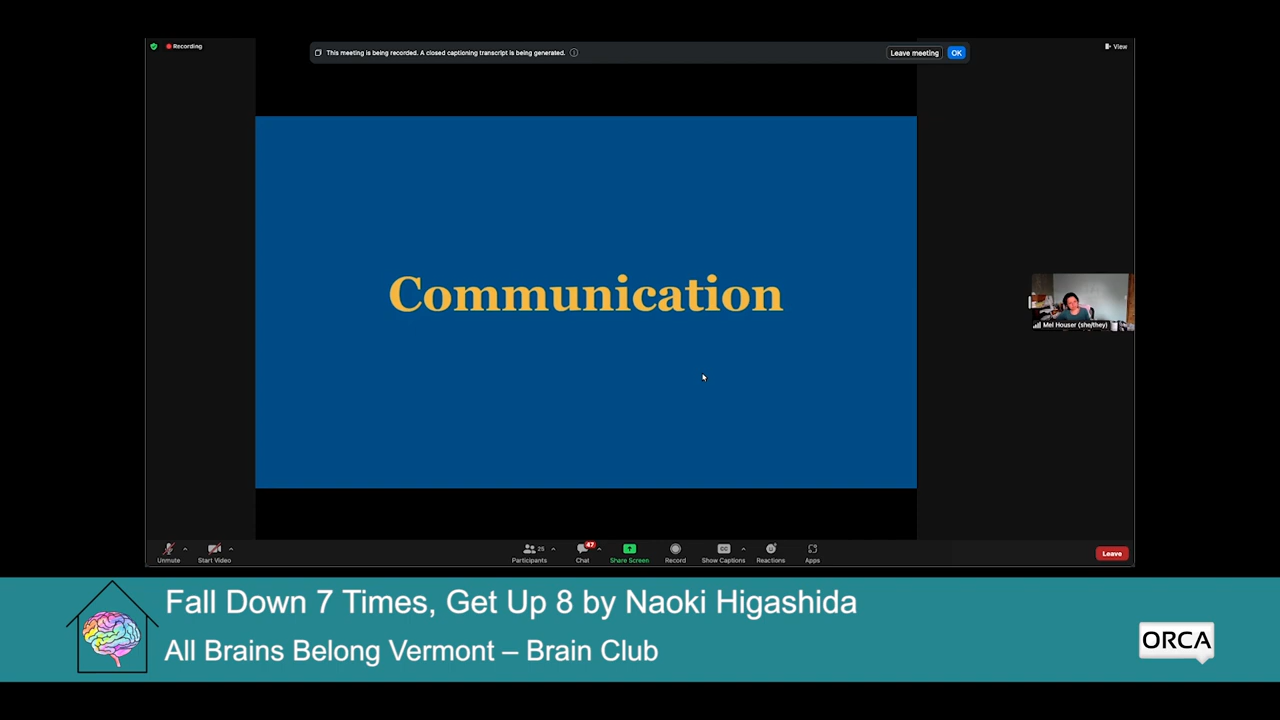 Recording
This meeting is being recorded. A closed captioning transcript is being generated.
Leave meeting
OK
View
Communication
Mel Houser (she/they)
Unmute
Start Video
25
Participants
47
Chat
Share Screen
Record
CC
Show Captions
Reactions
Apps
Leave
Fall Down 7 Times, Get Up 8 by Naoki Higashida
All Brains Belong Vermont – Brain Club
ORCA